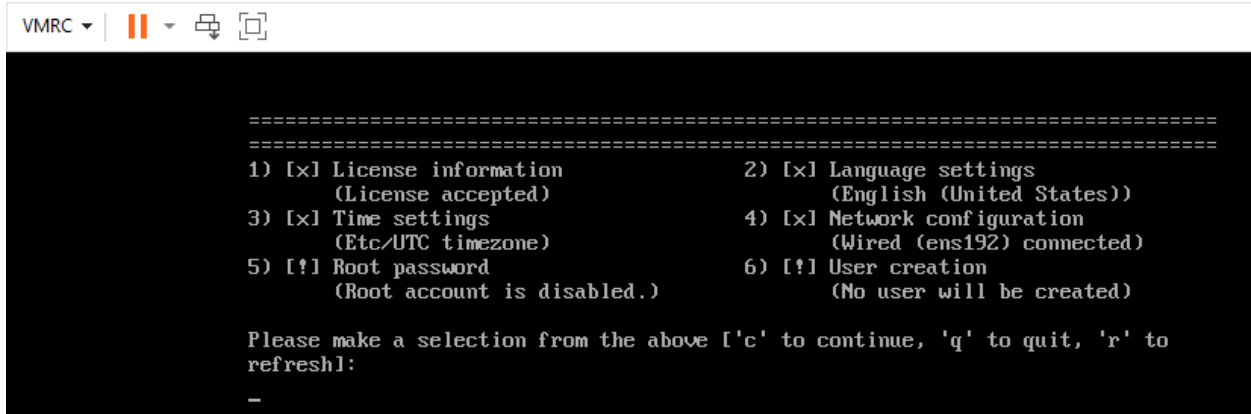 VMRC
================================================================================
================================================================================
1) [x] License information                 2) [x] Language settings
       (License accepted)                         (English (United States))
3) [x] Time settings                       4) [x] Network configuration
       (Etc/UTC timezone)                         (Wired (ens192) connected)
5) [!] Root password                       6) [!] User creation
       (Root account is disabled.)                (No user will be created)
Please make a selection from the above ['c' to continue, 'q' to quit, 'r' to
refresh]:
_